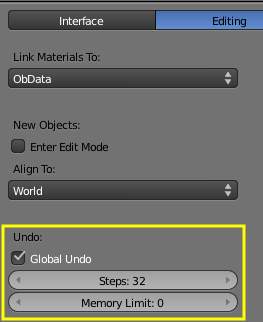 Interface Editing
Link Materials To:
ObData
New Objects:
Enter Edit Mode
Align To:
World
Undo:
Global Undo
Steps: 32
Memory Limit: 0